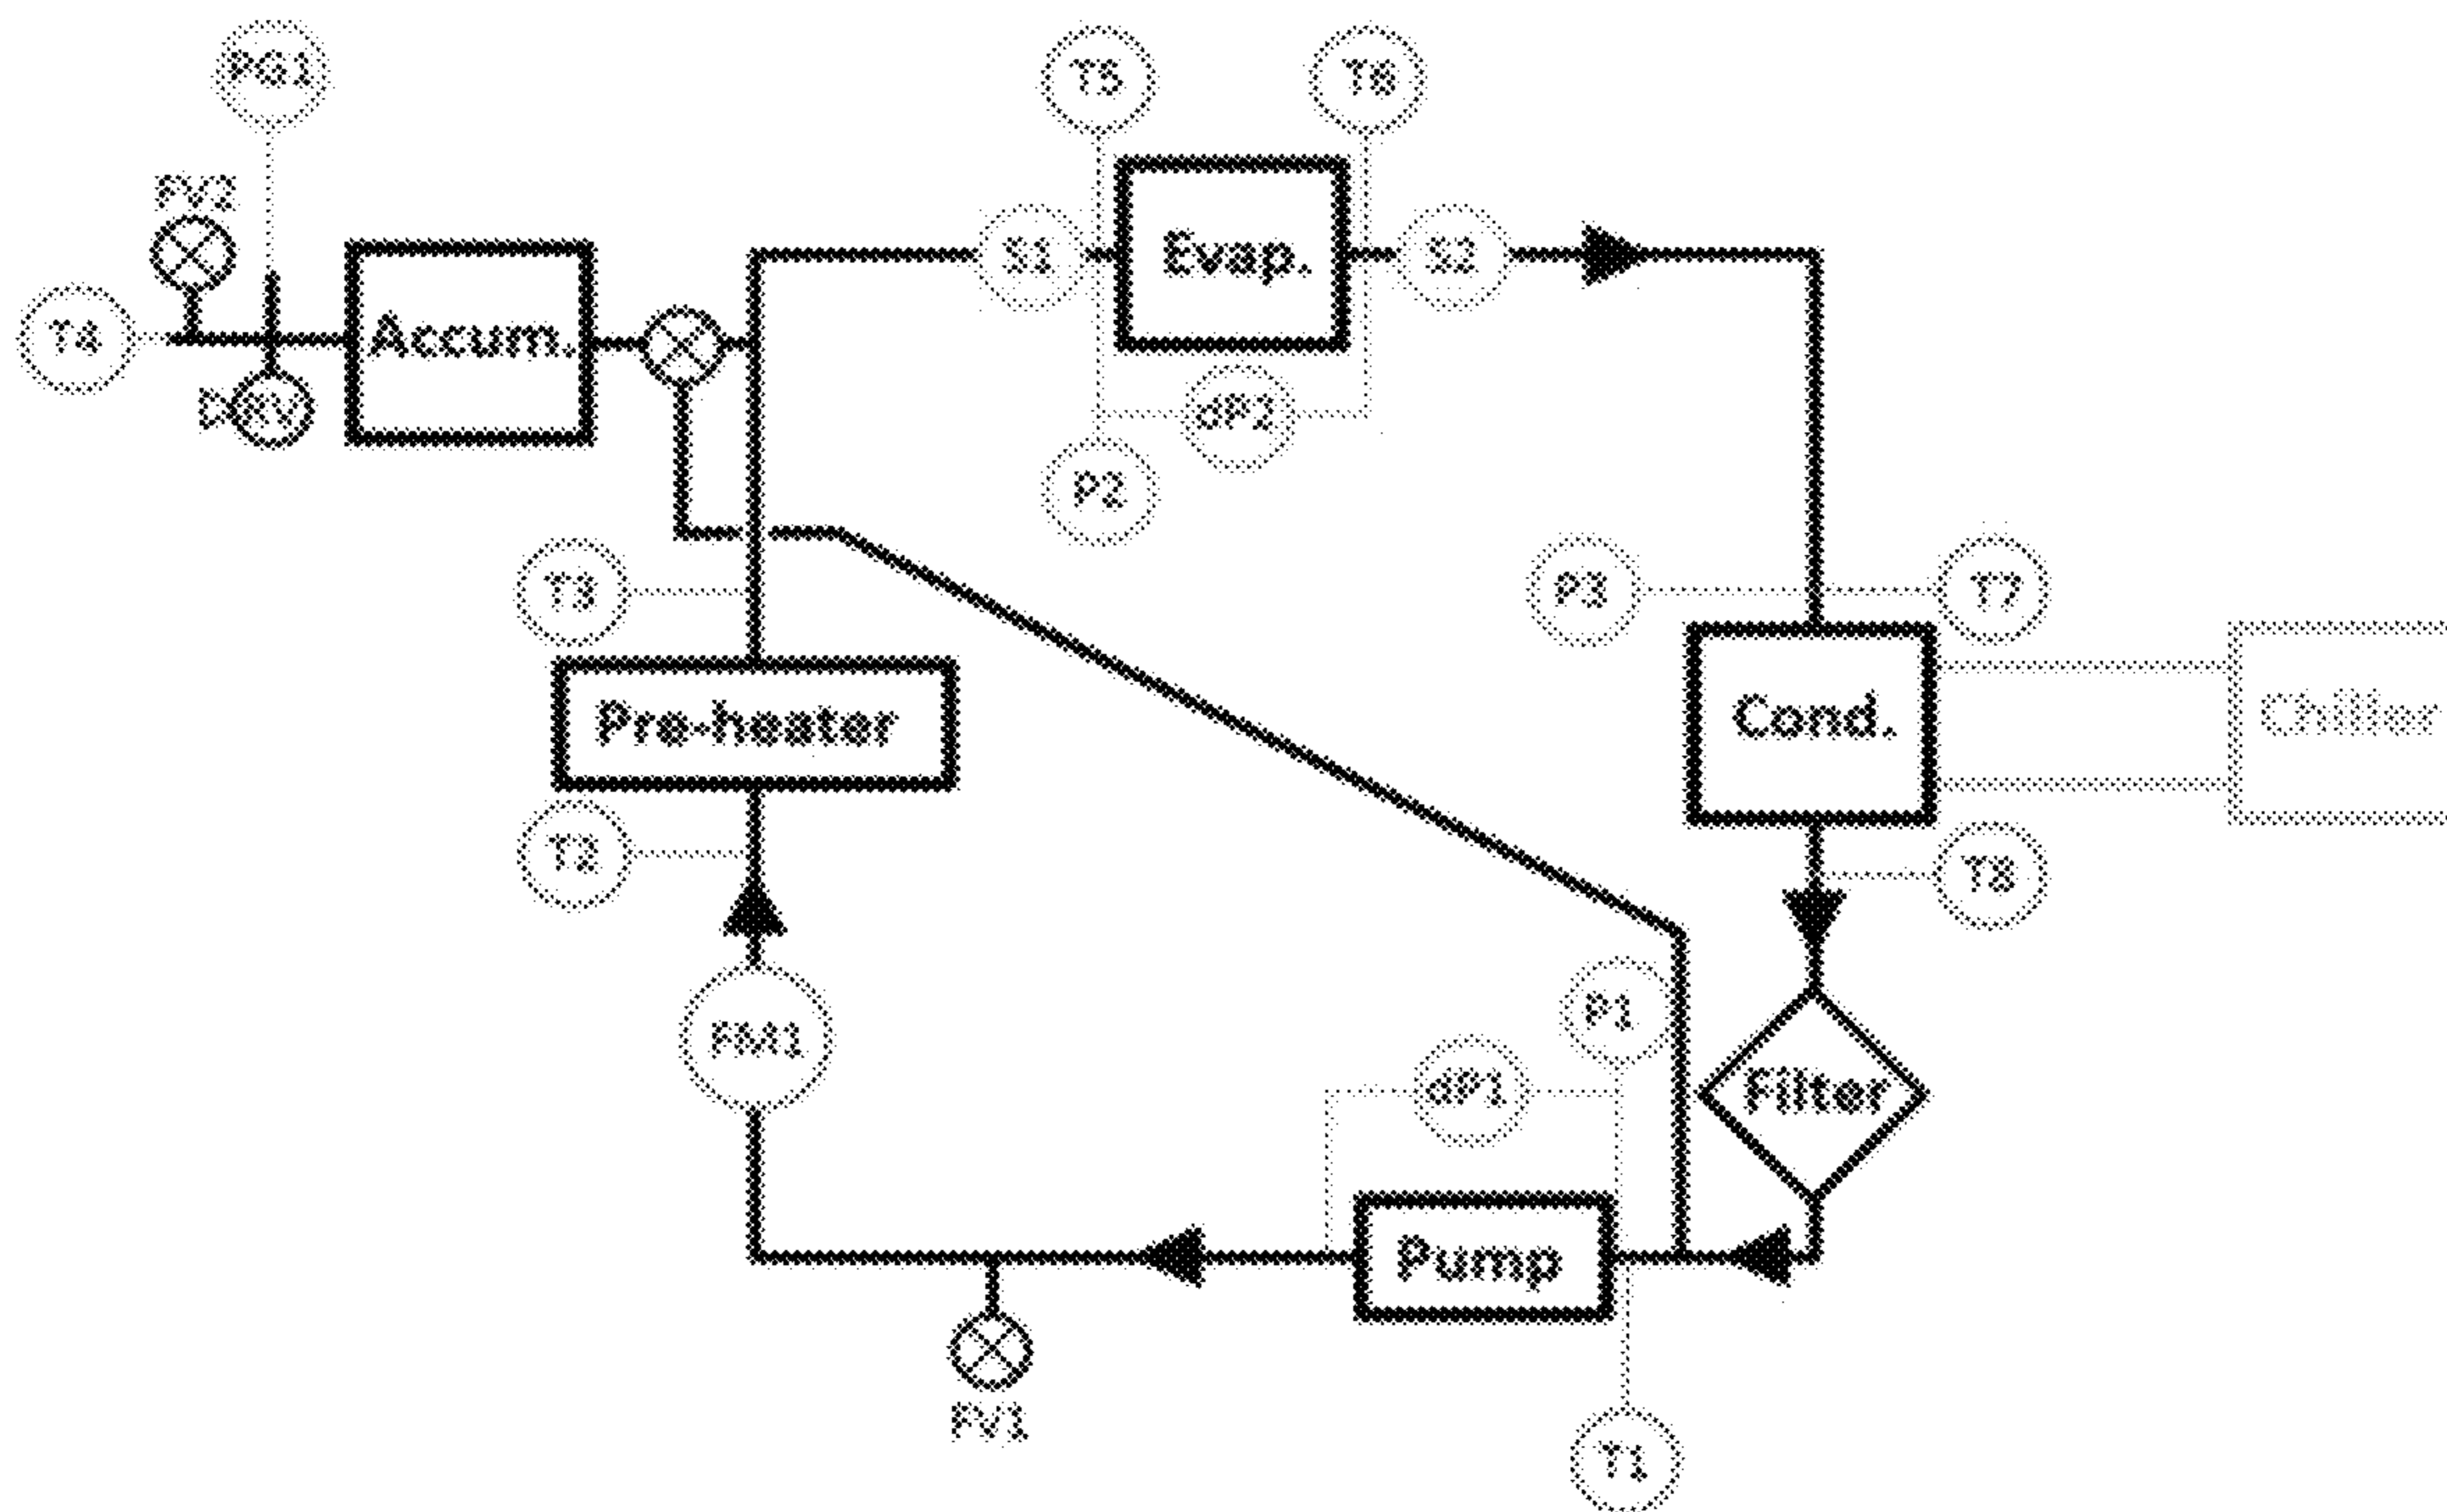 PG1
T5
T6
FV2
S1
Evap.
S2
T4
Accum.
dP2
P2
T3
P3
T7
Pre-heater
Cond.
Chiller
T2
T8
P1
FM1
dP1
Filter
Pump
FV1
T1